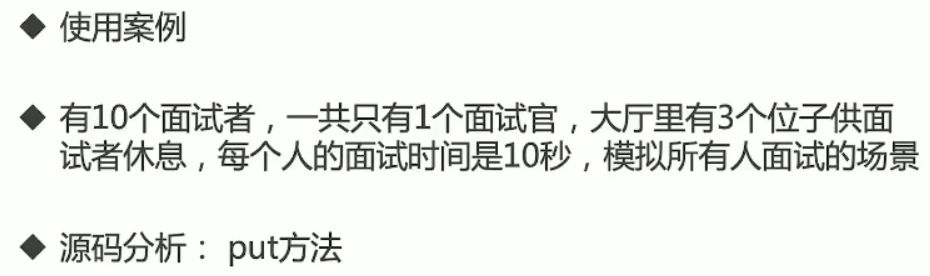 ◆ 使用案例
◆ 有10个面试者，一共只有1个面试官，大厅里有3个位子供面
试者休息，每个人的面试时间是10秒，模拟所有人面试的场景
◆ 源码分析： put方法